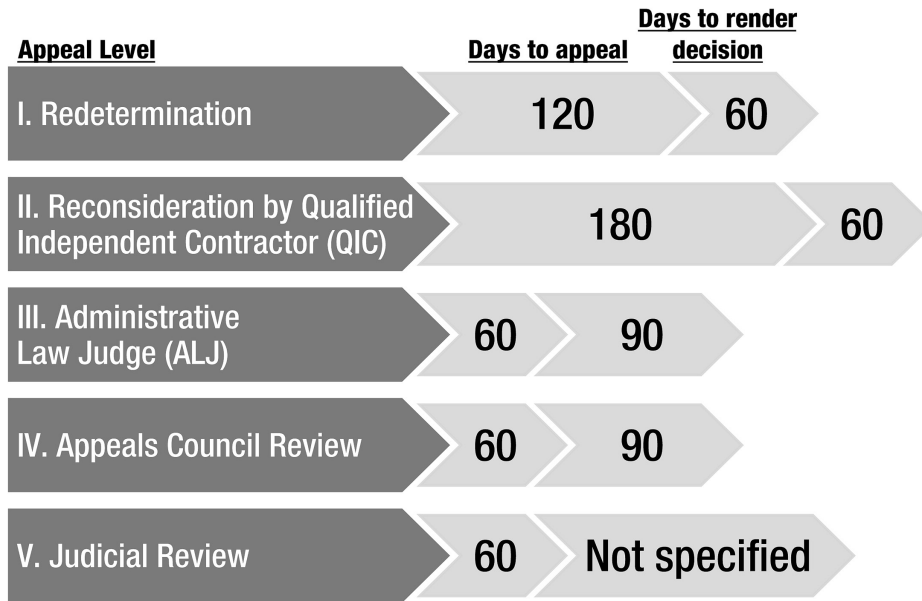 Appeal Level
Days to appeal
Days to render
decision
I. Redetermination
120
60
II. Reconsideration by Qualified
Independent Contractor (QIC)
180
60
III. Administrative
Law Judge (ALJ)
60
90
IV. Appeals Council Review
60
90
V. Judicial Review
60
Not specified